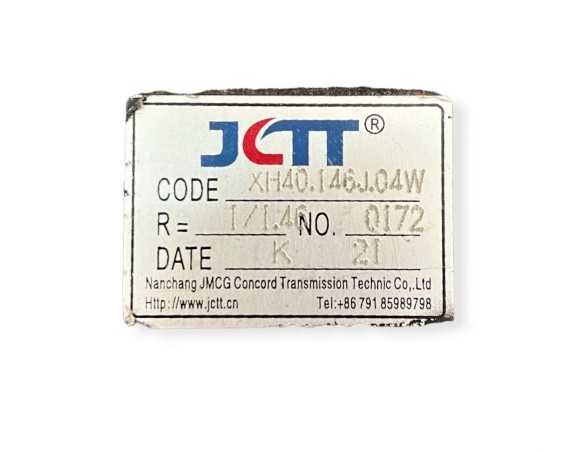 JCTT®
CODE XH40.146J.04W
R= 1/1.46 NO. 0172
DATE K 21
Nanchang JMCG Concord Transmission Technic Co,.Ltd
Http://www.jctt.cn Tel:+86 791 85989798